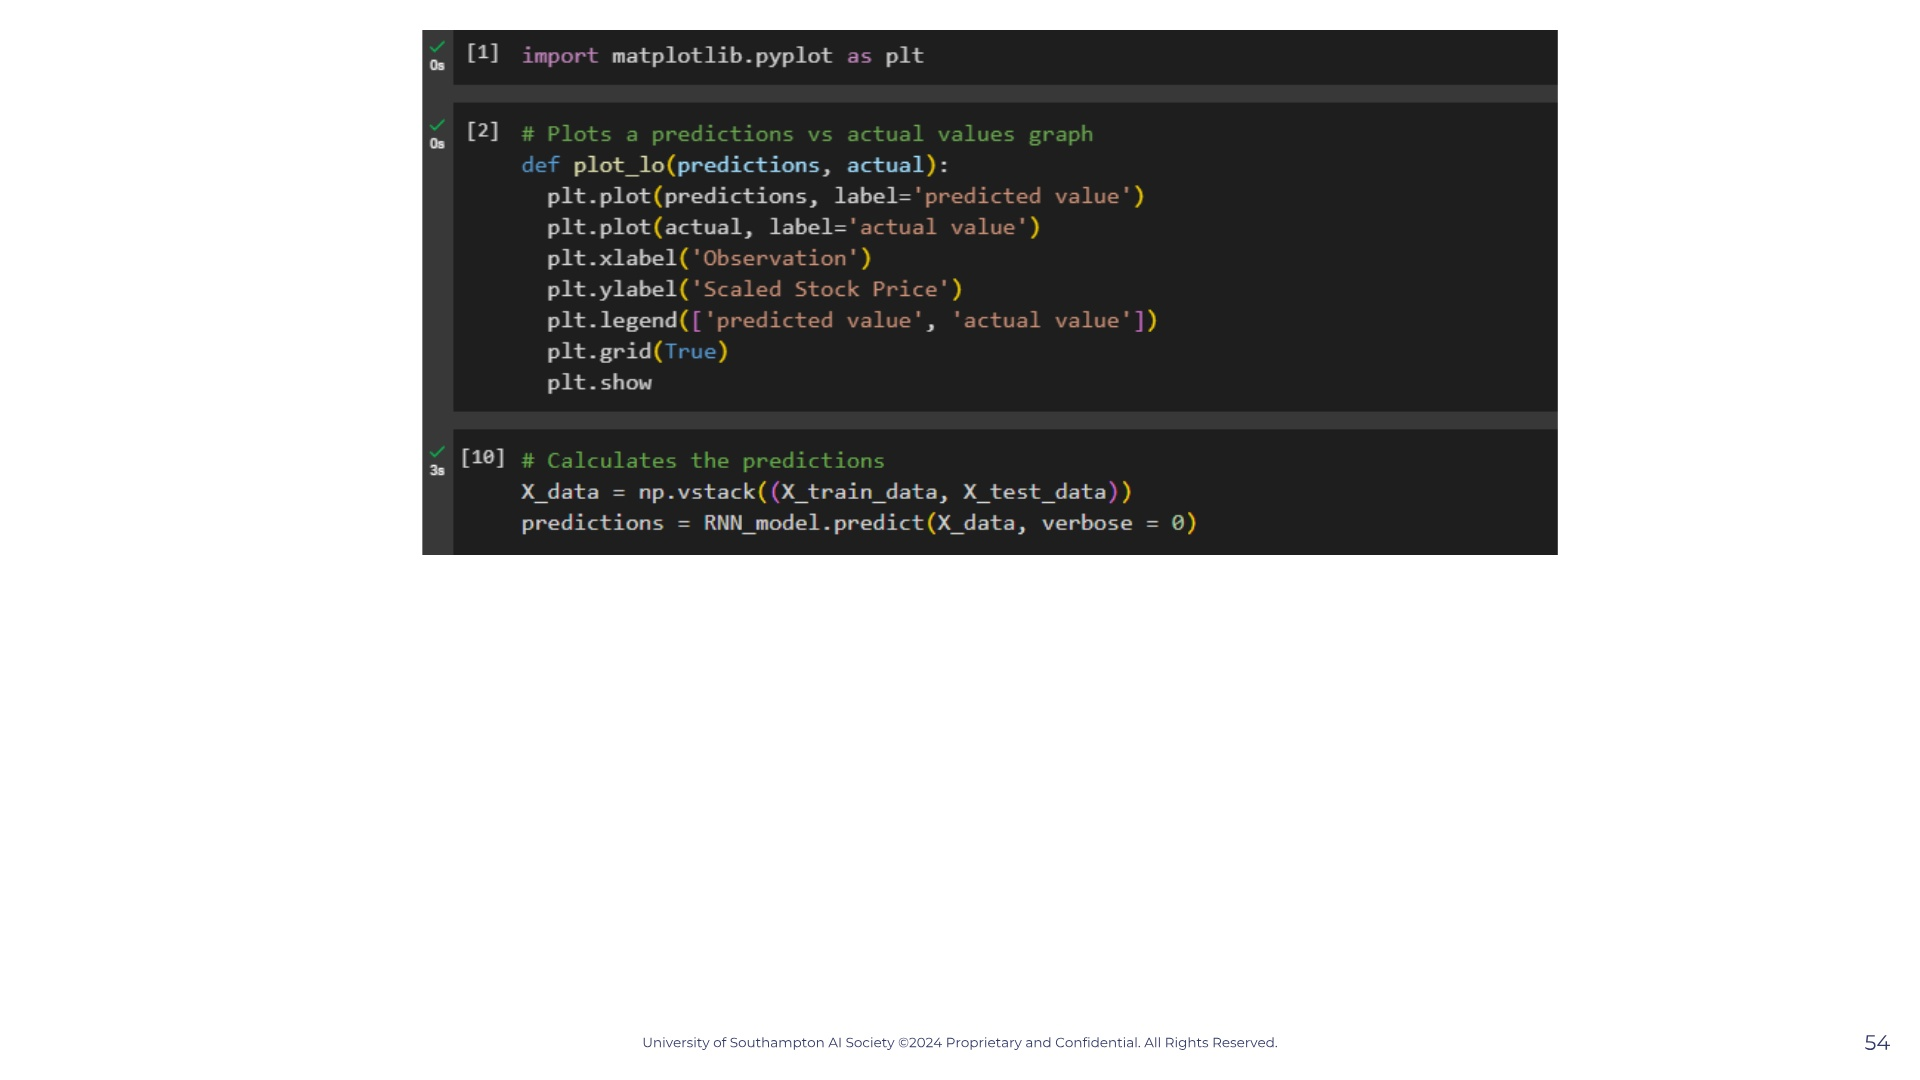 [1] import matplotlib.pyplot as plt
0s
[2] # Plots a predictions vs actual values graph
0s
def plot_lo(predictions, actual):
  plt.plot(predictions, label='predicted value')
  plt.plot(actual, label='actual value')
  plt.xlabel('Observation')
  plt.ylabel('Scaled Stock Price')
  plt.legend(['predicted value', 'actual value'])
  plt.grid(True)
  plt.show
[10] # Calculates the predictions
3s
X_data = np.vstack((X_train_data, X_test_data))
predictions = RNN_model.predict(X_data, verbose = 0)
University of Southampton AI Society ©2024 Proprietary and Confidential. All Rights Reserved.
54